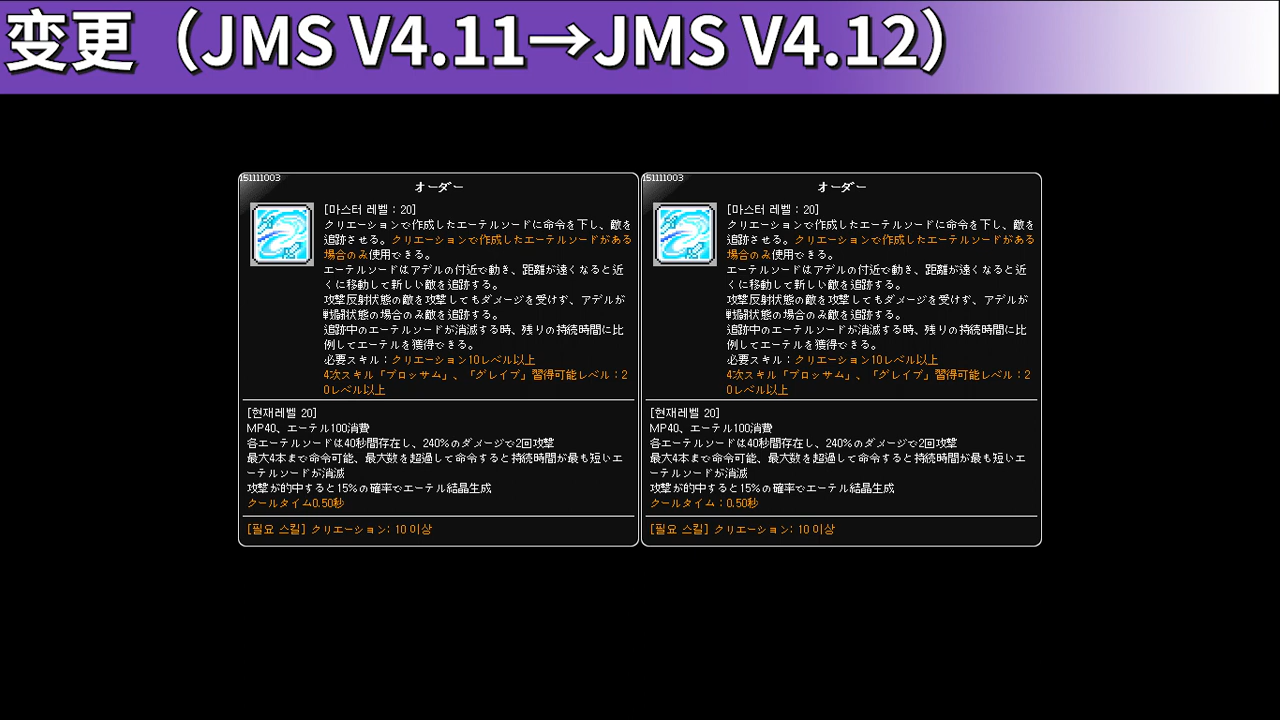 変更（JMS V4.11→JMS V4.12）
151111003
オーダー
[마스터 레벨：20]
クリエーションで作成したエーテルソードに命令を下し、敵を
追跡させる。クリエーションで作成したエーテルソードがある
場合のみ使用できる。
エーテルソードはアデルの付近で動き、距離が遠くなると近
くに移動して新しい敵を追跡する。
攻撃反射状態の敵を攻撃してもダメージを受けず、アデルが
戦闘状態の場合のみ敵を追跡する。
追跡中のエーテルソードが消滅する時、残りの持続時間に比
例してエーテルを獲得できる。
必要スキル：クリエーション10レベル以上
4次スキル「ブロッサム」、「グレイブ」習得可能レベル：2
0レベル以上
[현재레벨 20]
MP40、エーテル100消費
各エーテルソードは40秒間存在し、240%のダメージで2回攻撃
最大4本まで命令可能、最大数を超過して命令すると持続時間が最も短いエ
ーテルソードが消滅
攻撃が的中すると15%の確率でエーテル結晶生成
クールタイム0.50秒
[필요 스킬] クリエーション: 10 이상
151111003
オーダー
[마스터 레벨：20]
クリエーションで作成したエーテルソードに命令を下し、敵を
追跡させる。クリエーションで作成したエーテルソードがある
場合のみ使用できる。
エーテルソードはアデルの付近で動き、距離が遠くなると近
くに移動して新しい敵を追跡する。
攻撃反射状態の敵を攻撃してもダメージを受けず、アデルが
戦闘状態の場合のみ敵を追跡する。
追跡中のエーテルソードが消滅する時、残りの持続時間に比
例してエーテルを獲得できる。
必要スキル：クリエーション10レベル以上
4次スキル「ブロッサム」、「グレイブ」習得可能レベル：2
0レベル以上
[현재레벨 20]
MP40、エーテル100消費
各エーテルソードは40秒間存在し、240%のダメージで2回攻撃
最大4本まで命令可能、最大数を超過して命令すると持続時間が最も短いエ
ーテルソードが消滅
攻撃が的中すると15%の確率でエーテル結晶生成
クールタイム：0.50秒
[필요 스킬] クリエーション: 10 이상